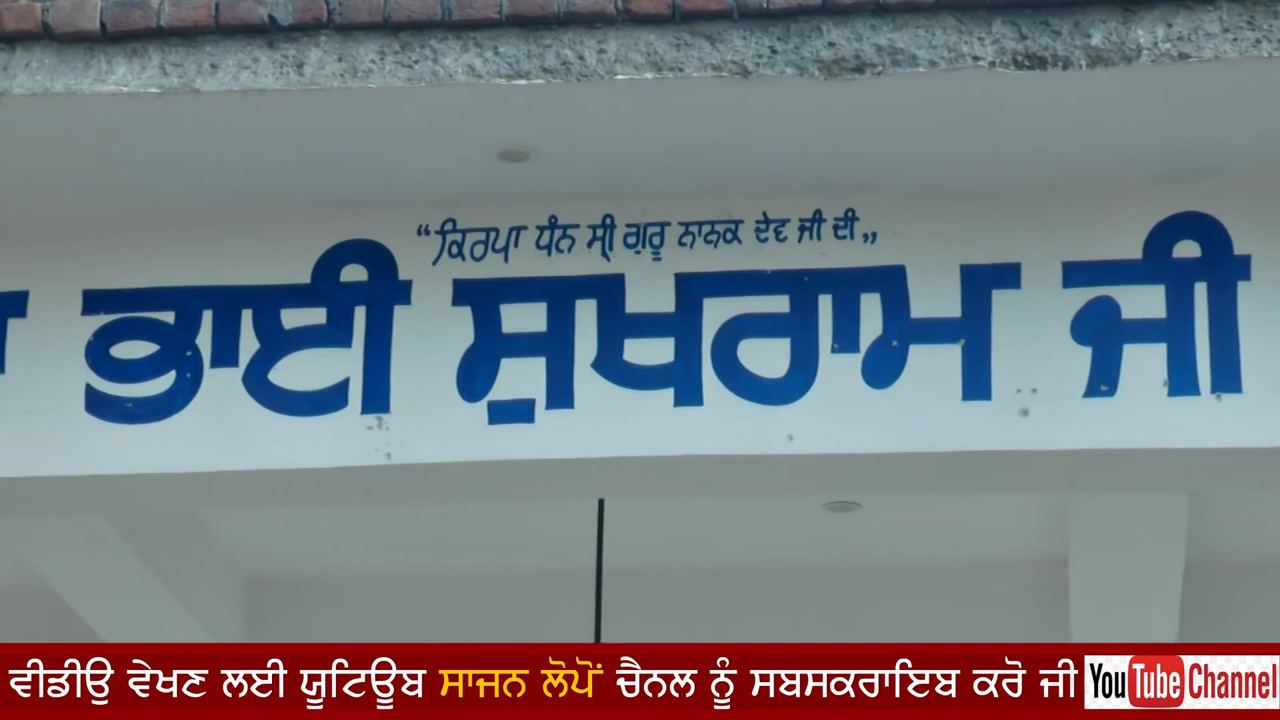 “ਕਿਰਪਾ ਧੰਨ ਸ੍ਰੀ ਗੁਰੂ ਨਾਨਕ ਦੇਵ ਜੀ ਦੀ„
ਭਾਈ ਸੁਖਰਾਮ ਜੀ
ਵੀਡੀਉ ਵੇਖਣ ਲਈ ਯੂਟਿਊਬ ਸਾਜਨ ਲੋਪੋਂ ਚੈਨਲ ਨੂੰ ਸਬਸਕਰਾਇਬ ਕਰੋ ਜੀ YouTube Channel